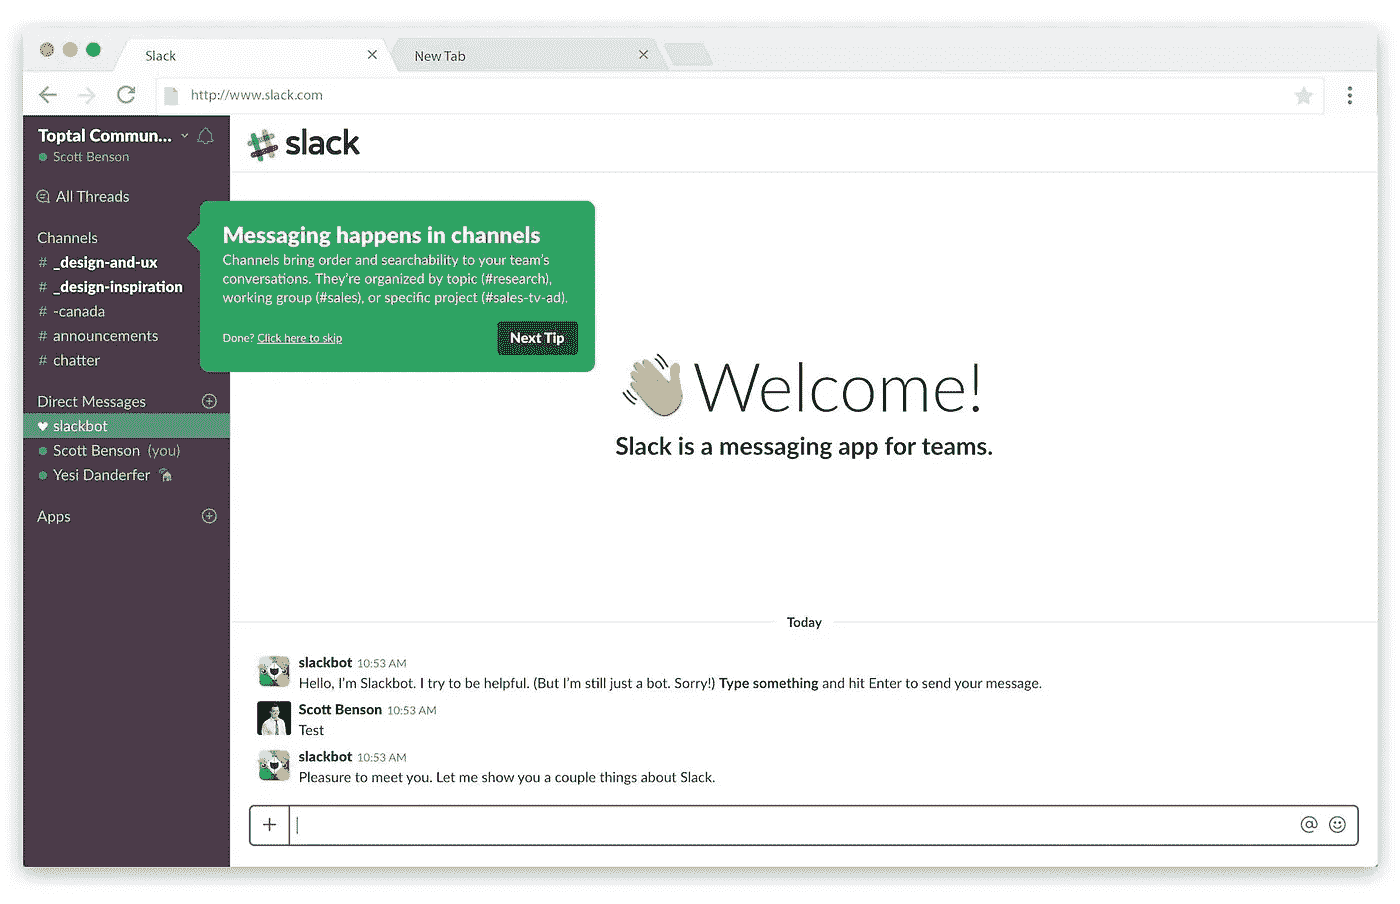 Slack
New Tab
http://www.slack.com
Toptal Commun...
Scott Benson
All Threads
Channels
# _design-and-ux
# _design-inspiration
# -canada
# announcements
# chatter
Direct Messages
slackbot
Scott Benson (you)
Yesi Danderfer
Apps
slack
Messaging happens in channels
Channels bring order and searchability to your team's
conversations. They're organized by topic (#research),
working group (#sales), or specific project (#sales-tv-ad).
Done? Click here to skip
Next Tip
Welcome!
Slack is a messaging app for teams.
Today
slackbot 10:53 AM
Hello, I'm Slackbot. I try to be helpful. (But I'm still just a bot. Sorry!) Type something and hit Enter to send your message.
Scott Benson 10:53 AM
Test
slackbot 10:53 AM
Pleasure to meet you. Let me show you a couple things about Slack.